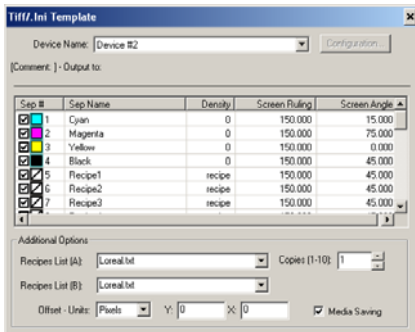 Tiff/.Ini Template
Device Name: Device #2 Configuration...
[Comment: ] - Output to:
Sep # Sep Name Density Screen Ruling Screen Angle
1 Cyan 0 150.000 15.000
2 Magenta 0 150.000 75.000
3 Yellow 0 150.000 0.000
4 Black 0 150.000 45.000
5 Recipe1 recipe 150.000 45.000
6 Recipe2 recipe 150.000 45.000
7 Recipe3 recipe 150.000 45.000
Additional Options
Recipes List (A): Loreal.txt Copies (1-10): 1
Recipes List (B): Loreal.txt
Offset - Units: Pixels Y: 0 X: 0 Media Saving